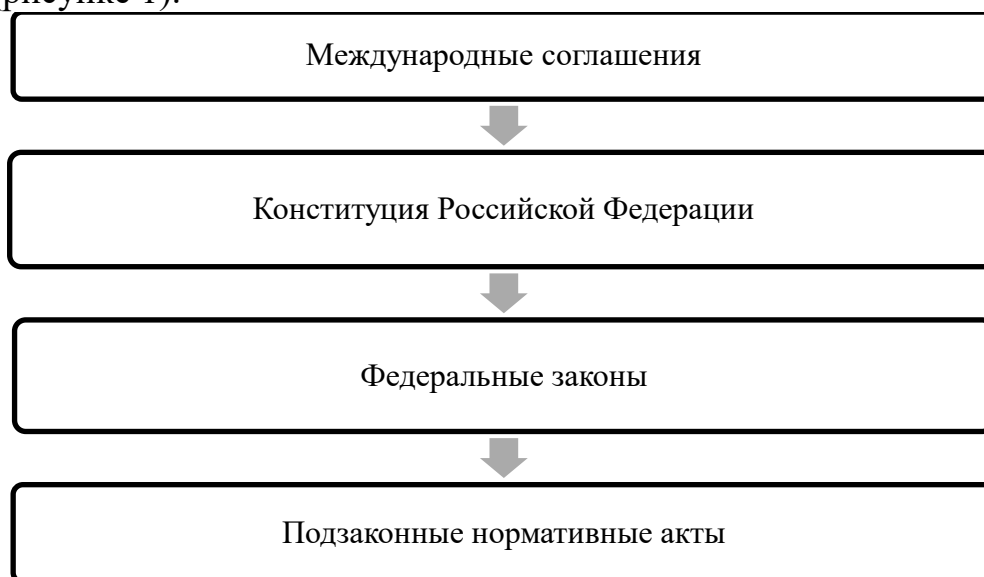 рисунке 1).
Международные соглашения
Конституция Российской Федерации
Федеральные законы
Подзаконные нормативные акты